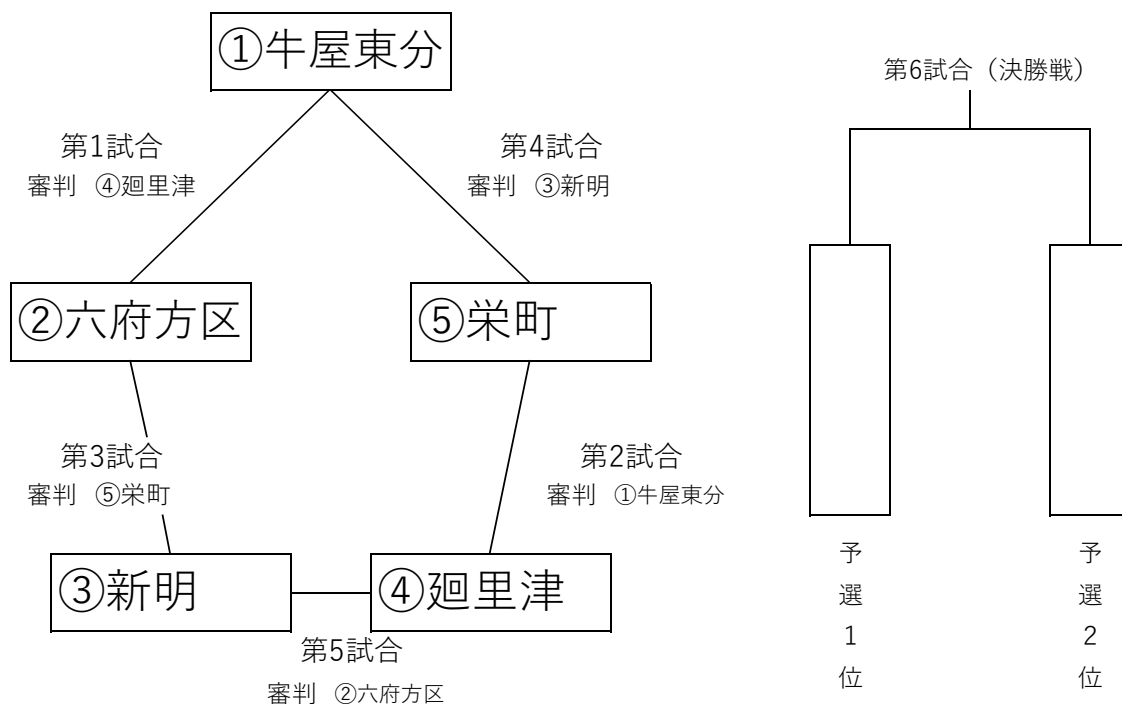 ①牛屋東分
第6試合（決勝戦）
第1試合
審判　④廻里津
第4試合
審判　③新明
②六府方区
⑤栄町
第3試合
審判　⑤栄町
第2試合
審判　①牛屋東分
③新明
④廻里津
第5試合
審判　②六府方区
予選1位
予選2位